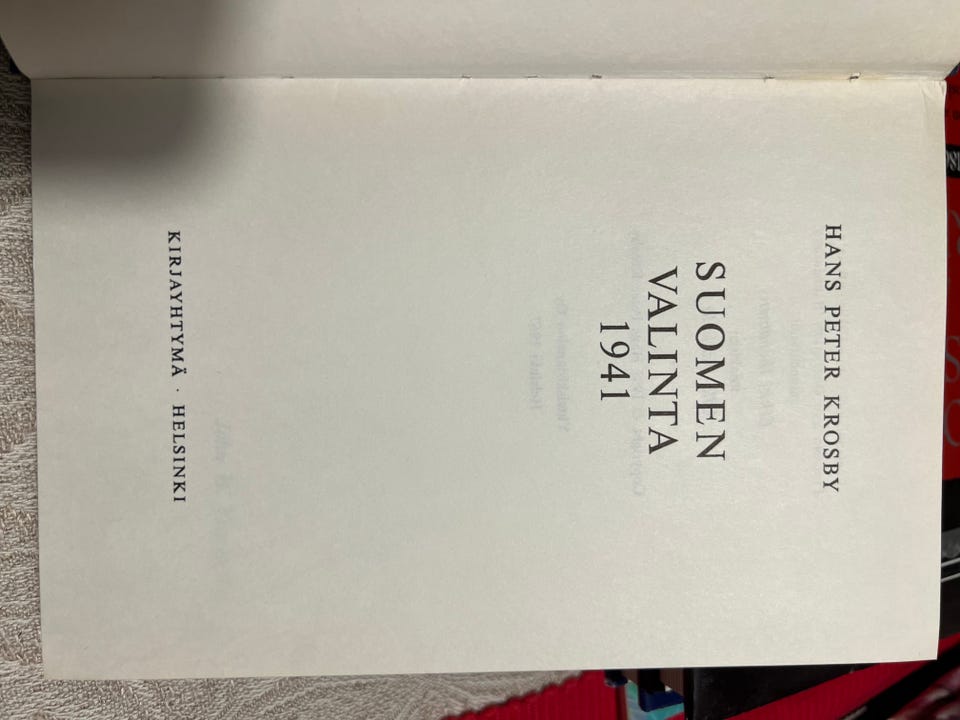 HANS PETER KROSBY
SUOMEN
VALINTA
1941
KIRJAYHTYMÄ · HELSINKI